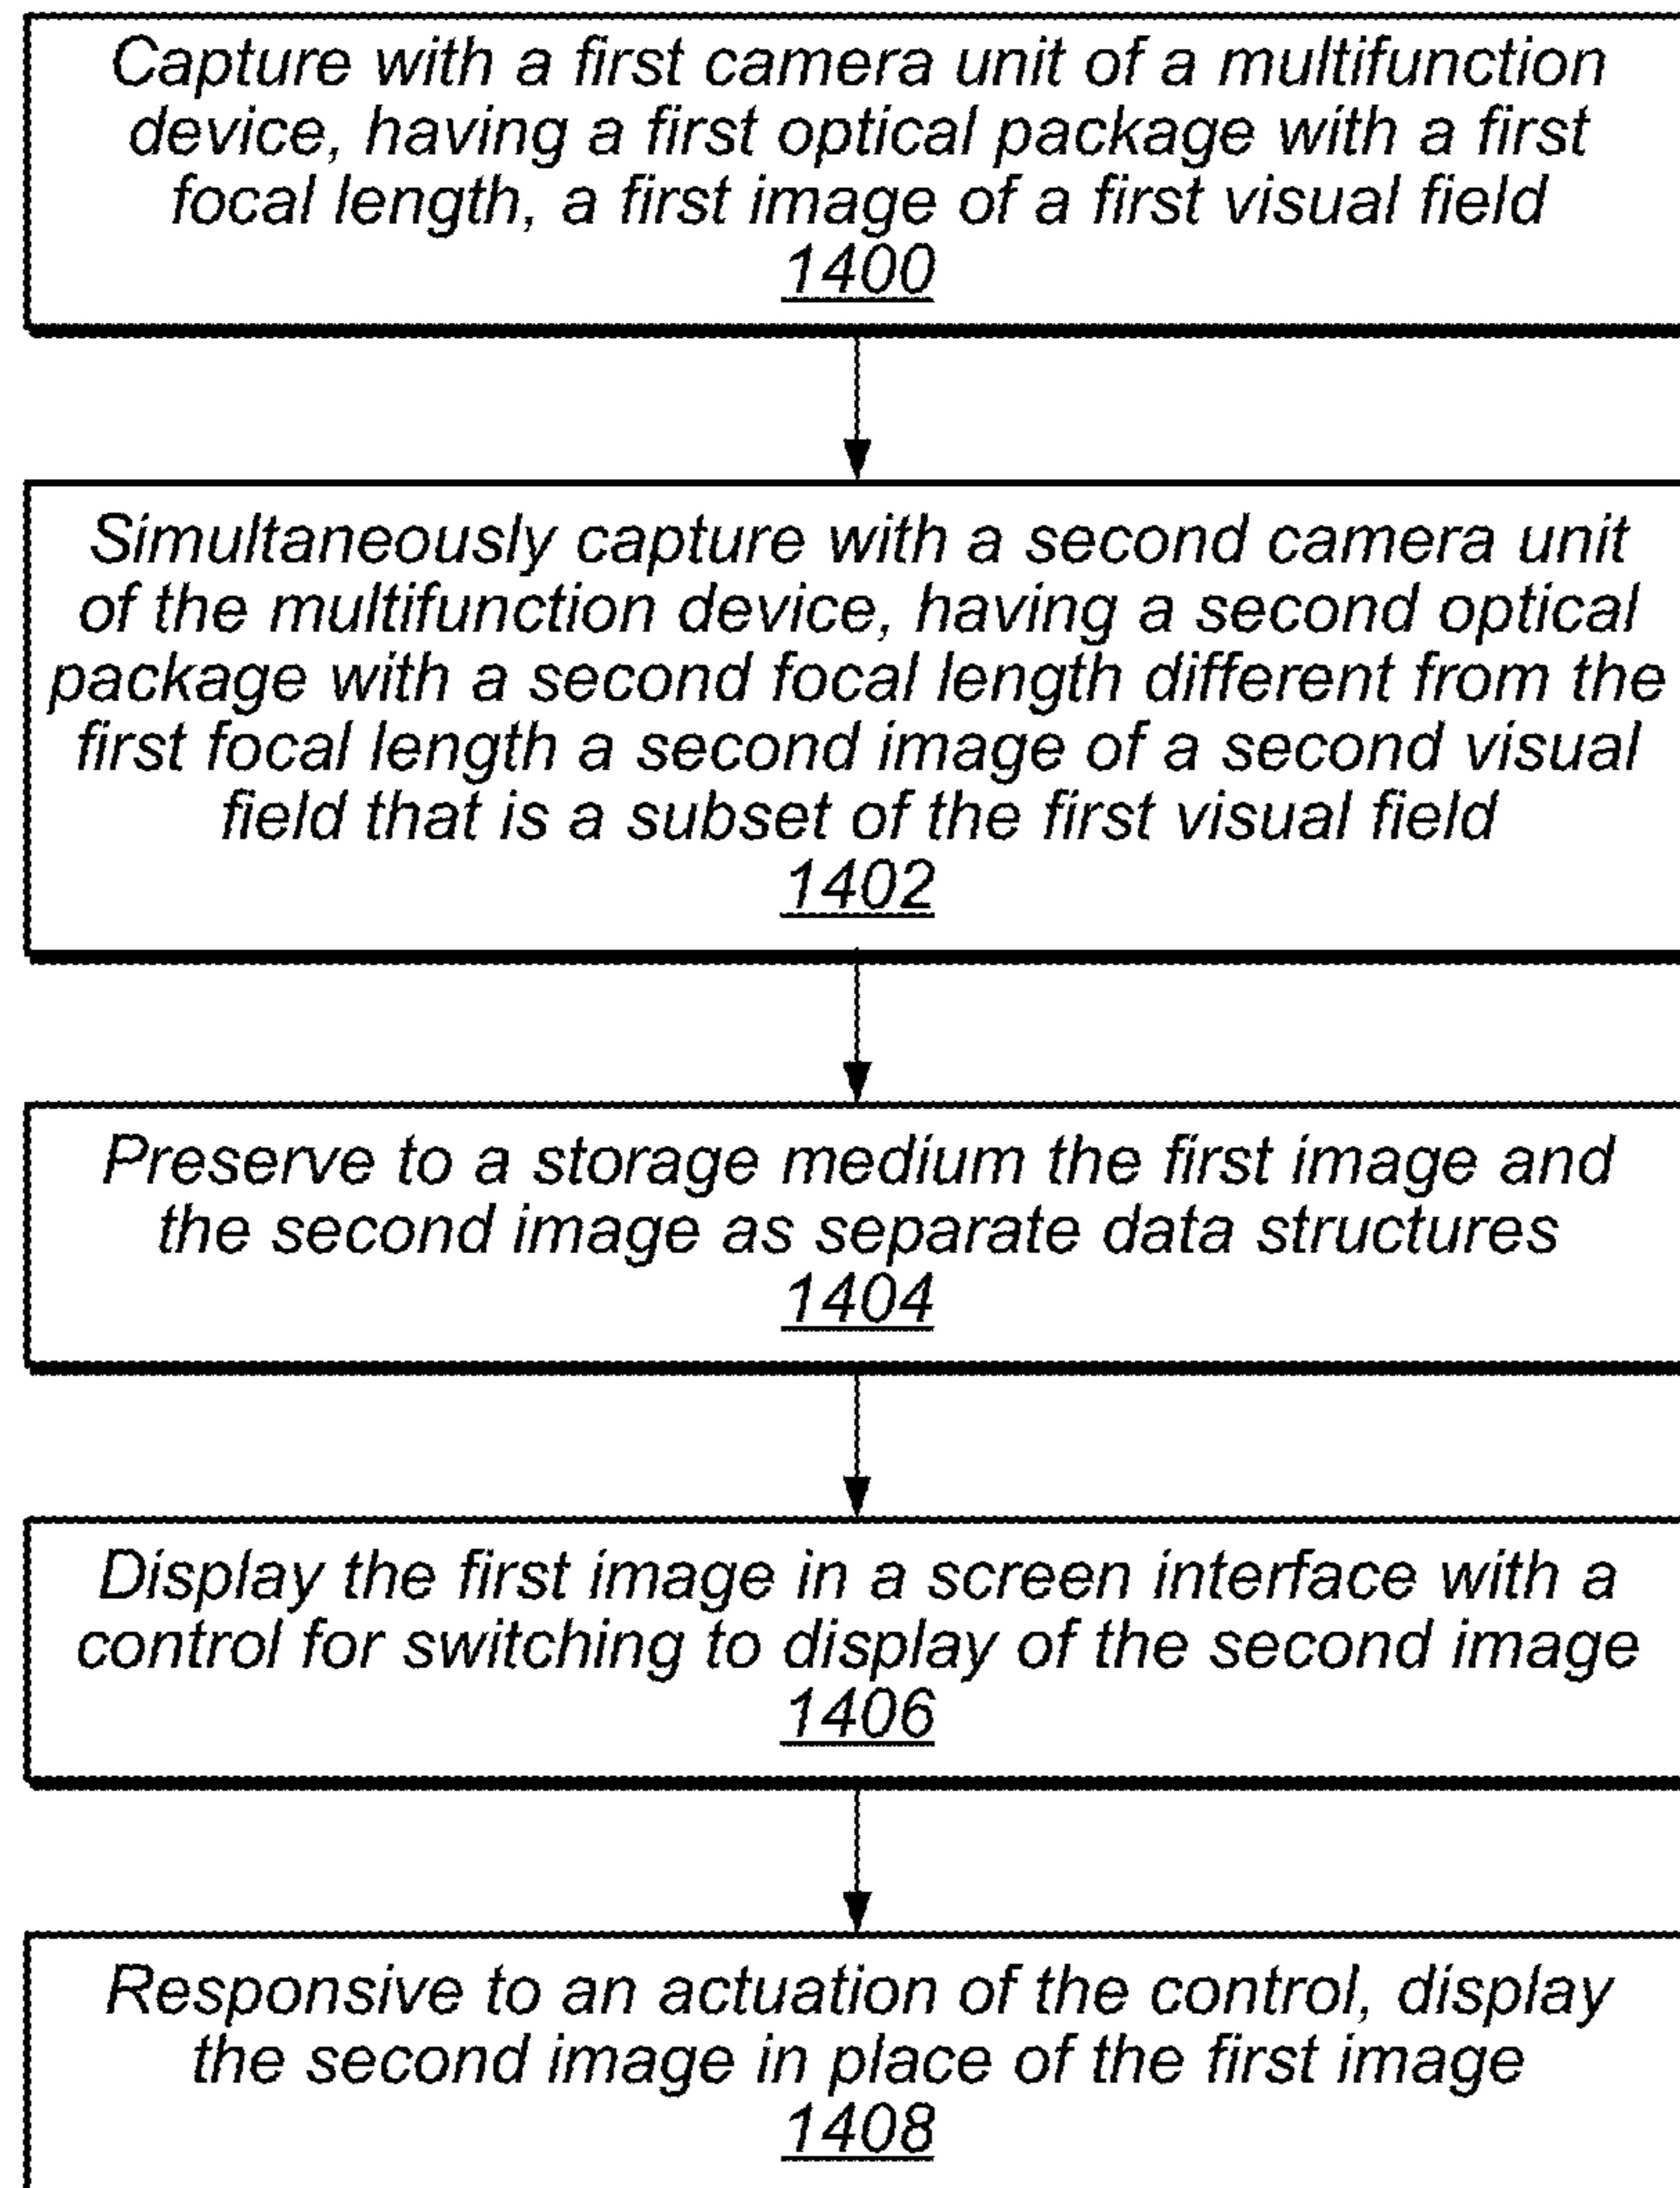 Capture with a first camera unit of a multifunction
device, having a first optical package with a first
focal length, a first image of a first visual field
1400
Simultaneously capture with a second camera unit
of the multifunction device, having a second optical
package with a second focal length different from the
first focal length a second image of a second visual
field that is a subset of the first visual field
1402
Preserve to a storage medium the first image and
the second image as separate data structures
1404
Display the first image in a screen interface with a
control for switching to display of the second image
1406
Responsive to an actuation of the control, display
the second image in place of the first image
1408